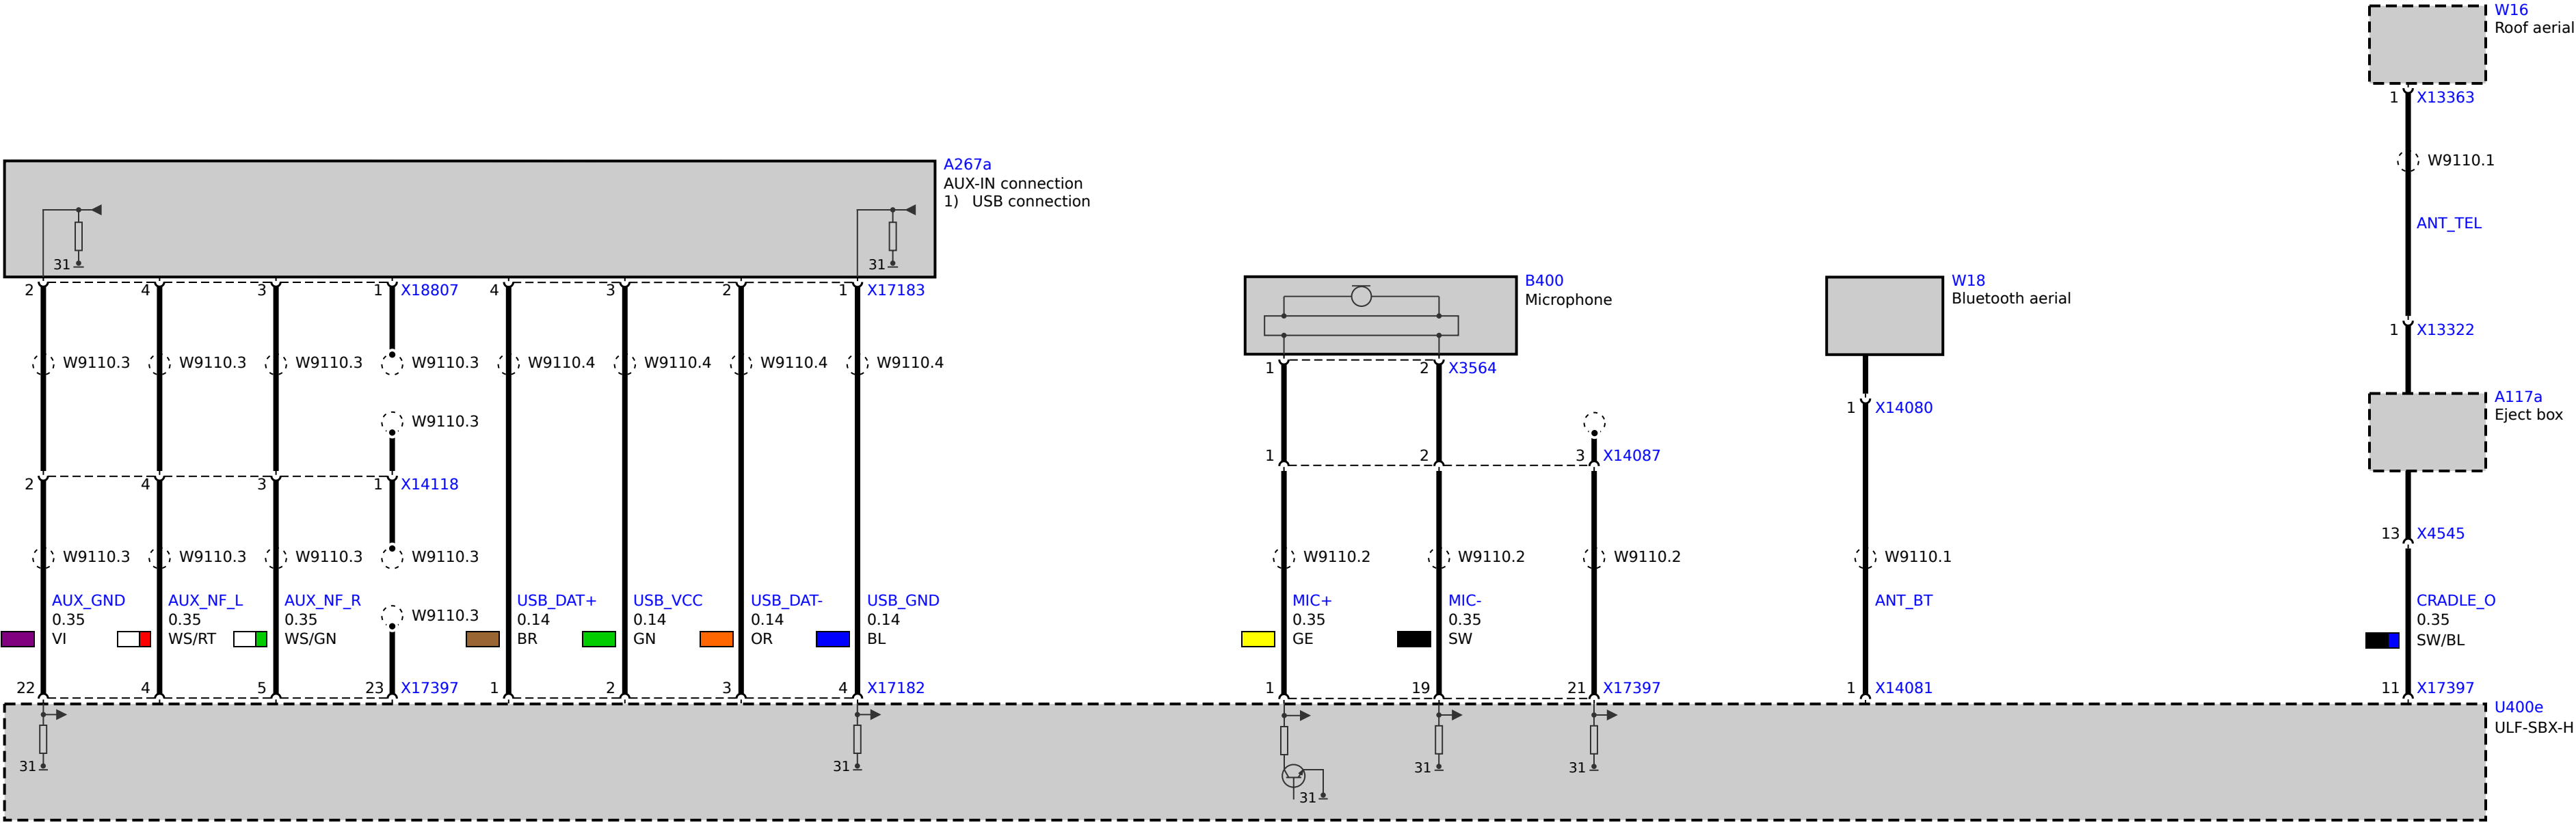 W16
Roof aerial
1 X13363
W9110.1
A267a
AUX-IN connection
1) USB connection
ANT_TEL
31 31
B400
Microphone
W18
Bluetooth aerial
2 4 3 1 X18807 4 3 2 1 X17183
1 X13322
W9110.3 W9110.3 W9110.3 W9110.3 W9110.4 W9110.4 W9110.4 W9110.4
1 2 X3564
A117a
Eject box
1 X14080
W9110.3
1 2 3 X14087
2 4 3 1 X14118
13 X4545
W9110.3 W9110.3 W9110.3 W9110.3 W9110.2 W9110.2 W9110.2 W9110.1
AUX_GND AUX_NF_L AUX_NF_R USB_DAT+ USB_VCC USB_DAT- USB_GND MIC+ MIC- ANT_BT CRADLE_O
W9110.3
0.35 0.35 0.35 0.14 0.14 0.14 0.14 0.35 0.35 0.35
VI WS/RT WS/GN BR GN OR BL GE SW SW/BL
22 4 5 23 X17397 1 2 3 4 X17182 1 19 21 X17397 1 X14081 11 X17397
U400e
ULF-SBX-H
31 31 31 31
31